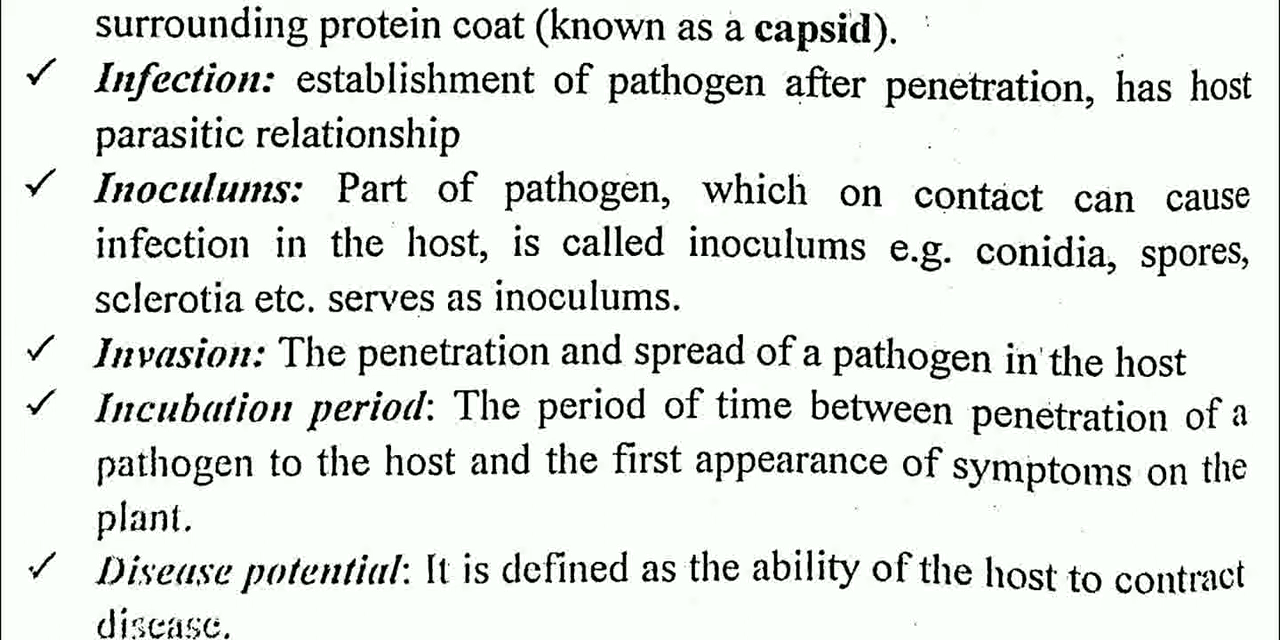 surrounding protein coat (known as a capsid).
✓ Infection: establishment of pathogen after penetration, has host
parasitic relationship
✓ Inoculums: Part of pathogen, which on contact can cause
infection in the host, is called inoculums e.g. conidia, spores,
sclerotia etc. serves as inoculums.
✓ Invasion: The penetration and spread of a pathogen in the host
✓ Incubation period: The period of time between penetration of a
pathogen to the host and the first appearance of symptoms on the
plant.
✓ Disease potential: It is defined as the ability of the host to contract
disease.